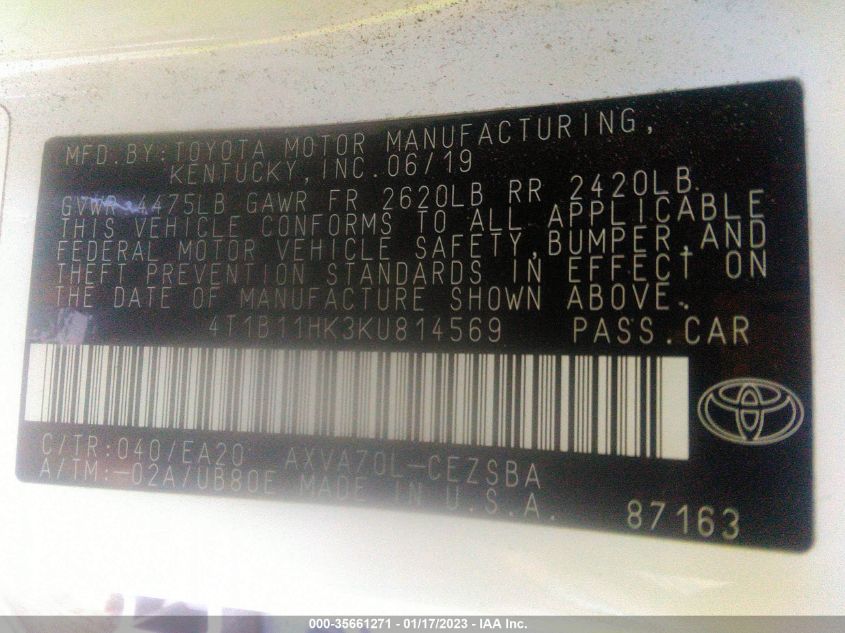 MFD.BY:TOYOTA MOTOR MANUFACTURING,
KENTUCKY,INC.06/19
GVWR 4475LB GAWR FR 2620LB RR 2420LB
THIS VEHICLE CONFORMS TO ALL APPLICABLE
FEDERAL MOTOR VEHICLE SAFETY,BUMPER,AND
THEFT PREVENTION STANDARDS IN EFFECT ON
THE DATE OF MANUFACTURE SHOWN ABOVE.
4T1B11HK3KU814569 PASS.CAR
C/TR:040/EA20 AXVA70L-CEZSBA
A/TM:-02A/UB80E MADE IN U.S.A.
87163
000-35661271 - 01/17/2023 - IAA Inc.